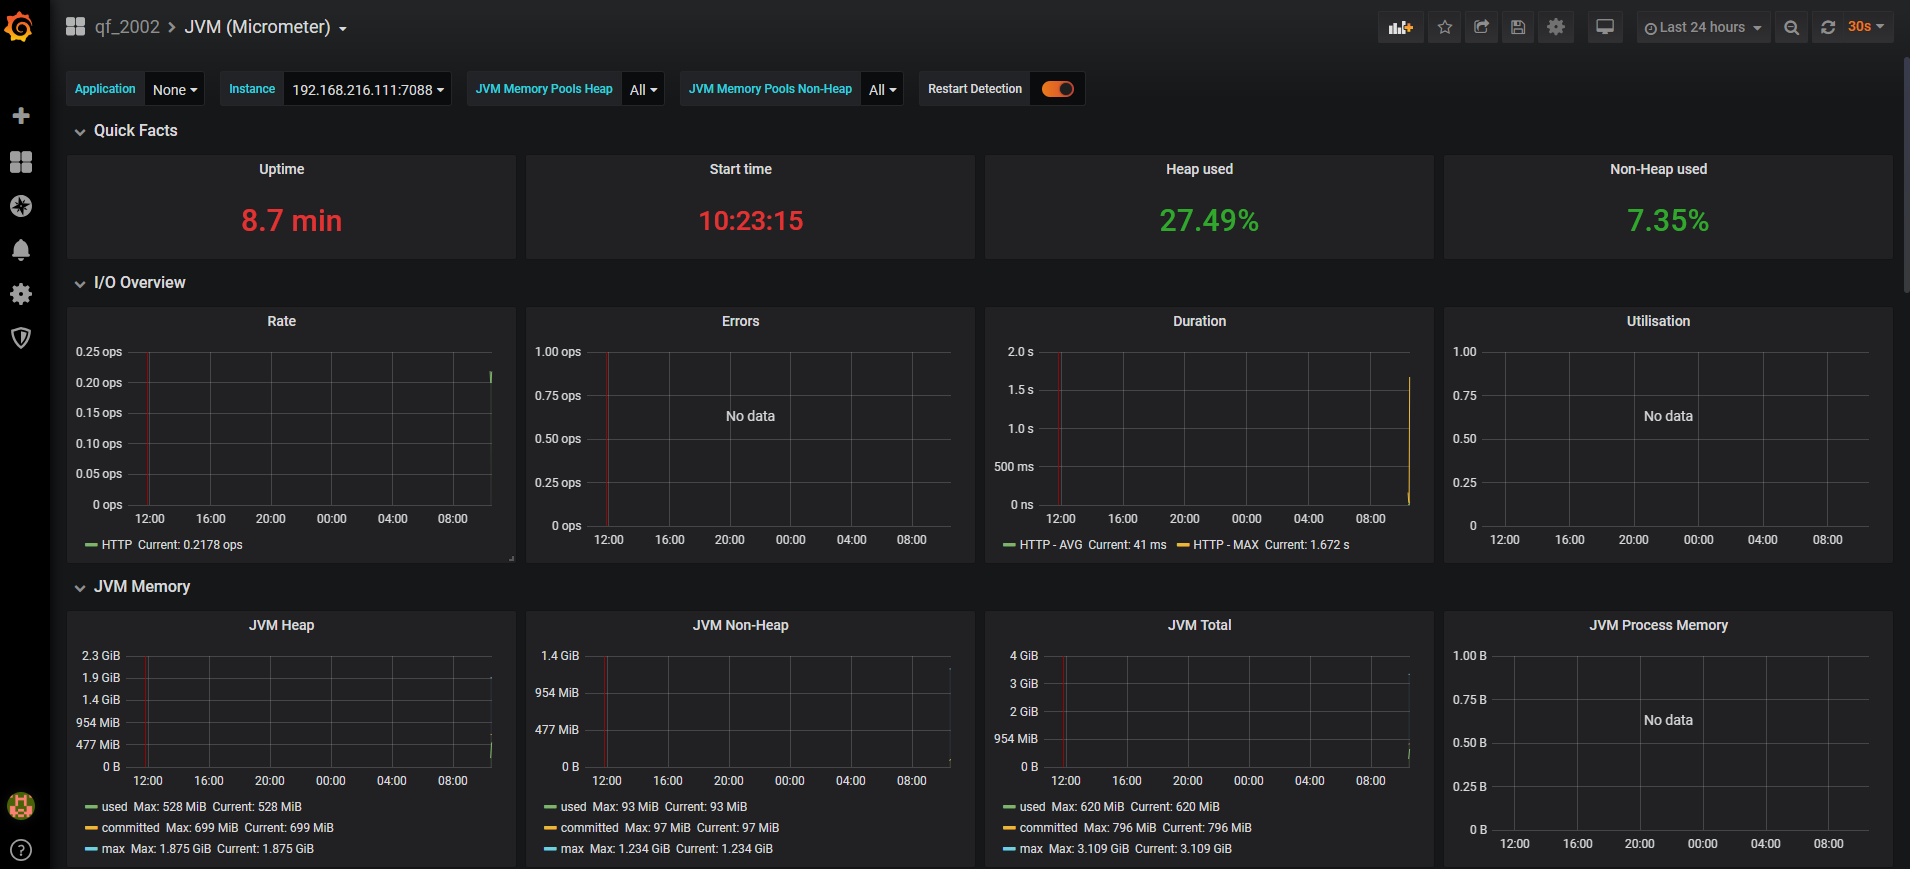 qf_2002 > JVM (Micrometer)
Last 24 hours
30s
Application None
Instance 192.168.216.111:7088
JVM Memory Pools Heap All
JVM Memory Pools Non-Heap All
Restart Detection
Quick Facts
Uptime
8.7 min
Start time
10:23:15
Heap used
27.49%
Non-Heap used
7.35%
I/O Overview
Rate
0.25 ops
0.20 ops
0.15 ops
0.10 ops
0.05 ops
0 ops
12:00 16:00 20:00 00:00 04:00 08:00
HTTP Current: 0.2178 ops
Errors
1.00 ops
0.75 ops
No data
0.50 ops
0.25 ops
0 ops
12:00 16:00 20:00 00:00 04:00 08:00
Duration
2.0 s
1.5 s
1.0 s
500 ms
0 ns
12:00 16:00 20:00 00:00 04:00 08:00
HTTP - AVG Current: 41 ms HTTP - MAX Current: 1.672 s
Utilisation
1.00
0.75
No data
0.50
0.25
0
12:00 16:00 20:00 00:00 04:00 08:00
JVM Memory
JVM Heap
2.3 GiB
1.9 GiB
1.4 GiB
954 MiB
477 MiB
0 B
12:00 16:00 20:00 00:00 04:00 08:00
used Max: 528 MiB Current: 528 MiB
committed Max: 699 MiB Current: 699 MiB
max Max: 1.875 GiB Current: 1.875 GiB
JVM Non-Heap
1.4 GiB
954 MiB
477 MiB
0 B
12:00 16:00 20:00 00:00 04:00 08:00
used Max: 93 MiB Current: 93 MiB
committed Max: 97 MiB Current: 97 MiB
max Max: 1.234 GiB Current: 1.234 GiB
JVM Total
4 GiB
3 GiB
2 GiB
954 MiB
0 B
12:00 16:00 20:00 00:00 04:00 08:00
used Max: 620 MiB Current: 620 MiB
committed Max: 796 MiB Current: 796 MiB
max Max: 3.109 GiB Current: 3.109 GiB
JVM Process Memory
1.00 B
0.75 B
No data
0.50 B
0.25 B
0 B
12:00 16:00 20:00 00:00 04:00 08:00